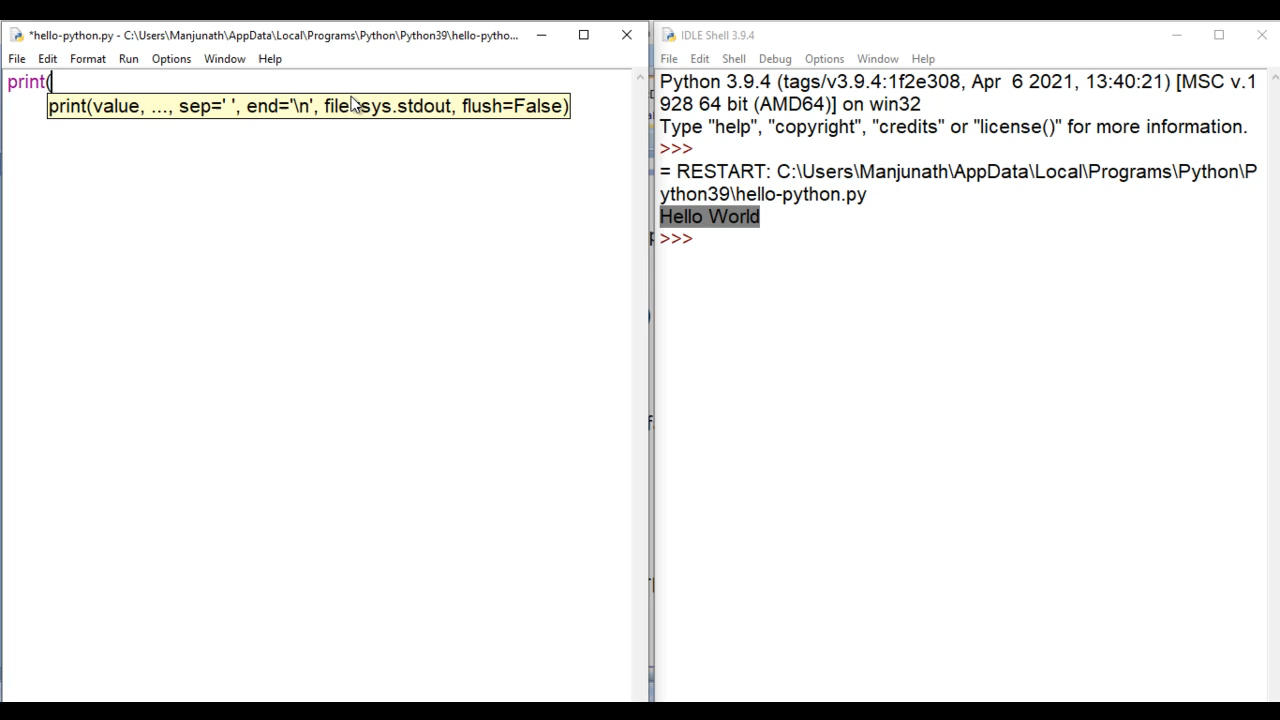 *hello-python.py - C:\Users\Manjunath\AppData\Local\Programs\Python\Python39\hello-pytho...
File Edit Format Run Options Window Help
print(
print(value, ..., sep=' ', end='\n', file=sys.stdout, flush=False)
IDLE Shell 3.9.4
File Edit Shell Debug Options Window Help
Python 3.9.4 (tags/v3.9.4:1f2e308, Apr 6 2021, 13:40:21) [MSC v.1
928 64 bit (AMD64)] on win32
Type "help", "copyright", "credits" or "license()" for more information.
>>>
= RESTART: C:\Users\Manjunath\AppData\Local\Programs\Python\P
ython39\hello-python.py
Hello World
>>>